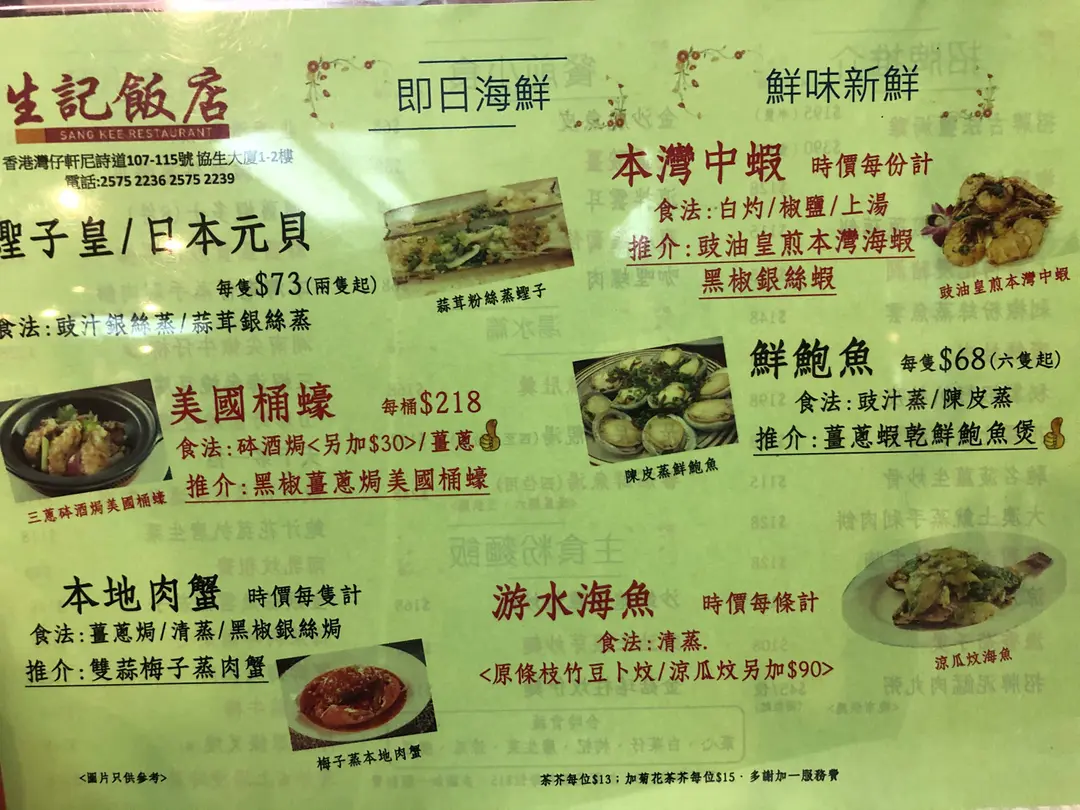 生記飯店
SANG KEE RESTAURANT
香港灣仔軒尼詩道107-115號 協生大廈1-2樓
電話:2575 2236 2575 2239
即日海鮮
鮮味新鮮
蟶子皇/日本元貝
每隻$73(兩隻起)
食法:豉汁銀絲蒸/蒜茸銀絲蒸
蒜茸粉絲蒸蟶子
本灣中蝦 時價每份計
食法:白灼/椒鹽/上湯
推介:豉油皇煎本灣海蝦
黑椒銀絲蝦
豉油皇煎本灣中蝦
美國桶蠔 每桶$218
食法:砵酒焗<另加$30>/薑蔥
推介:黑椒薑蔥焗美國桶蠔
三蔥砵酒焗美國桶蠔
鮮鮑魚 每隻$68(六隻起)
食法:豉汁蒸/陳皮蒸
推介:薑蔥蝦乾鮮鮑魚煲
陳皮蒸鮮鮑魚
本地肉蟹 時價每隻計
食法:薑蔥焗/清蒸/黑椒銀絲焗
推介:雙蒜梅子蒸肉蟹
梅子蒸本地肉蟹
游水海魚 時價每條計
食法:清蒸.
<原條枝竹豆卜炆/涼瓜炆另加$90>
涼瓜炆海魚
<圖片只供參考>
茶芥每位$13；加菊花茶芥每位$15．多謝加一服務費